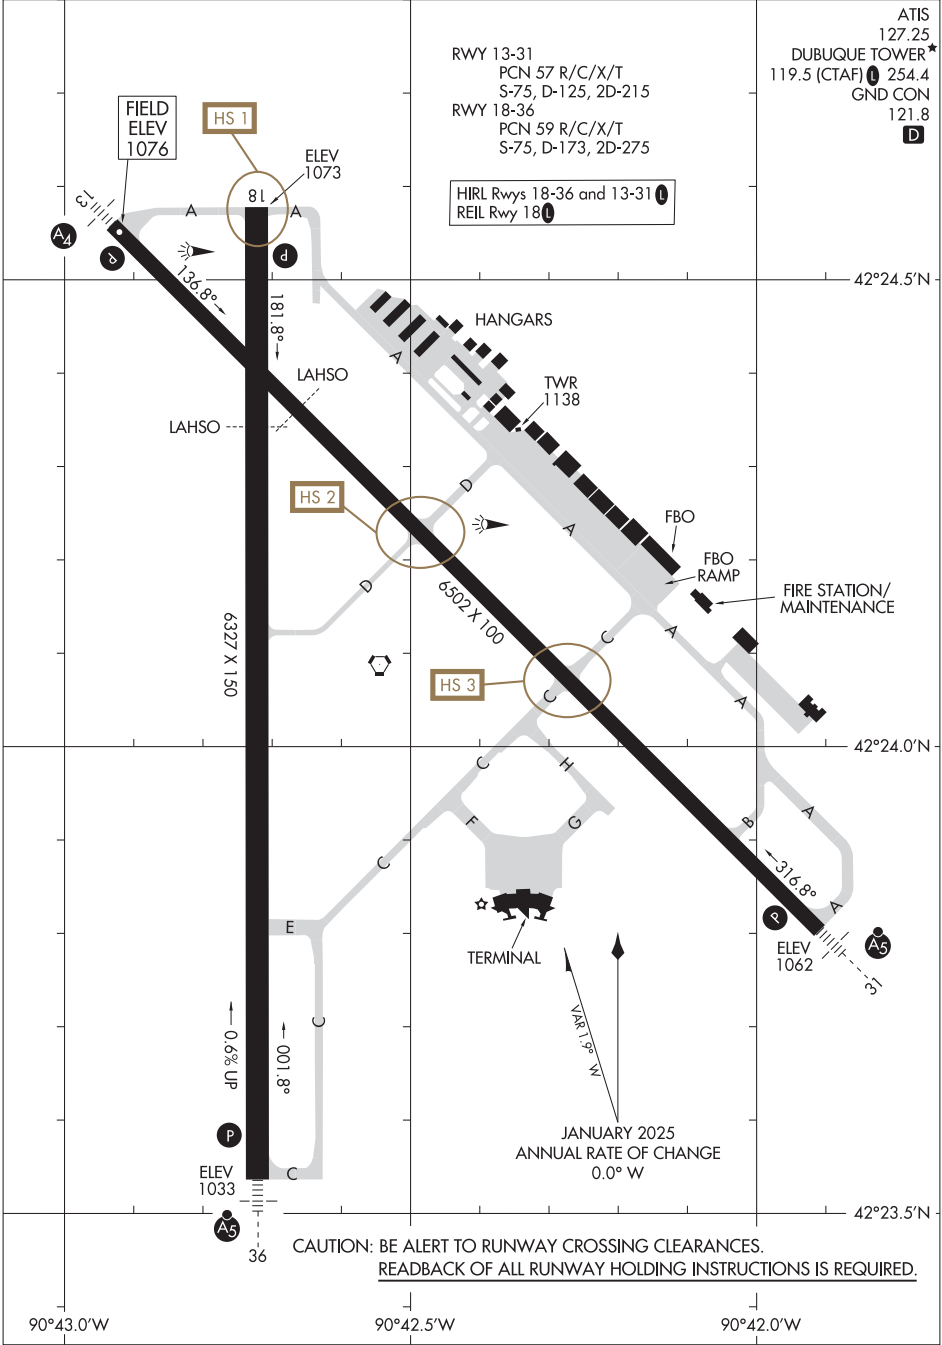 ATIS
127.25
DUBUQUE TOWER★
119.5 (CTAF) L 254.4
GND CON
121.8
D
RWY 13-31
PCN 57 R/C/X/T
S-75, D-125, 2D-215
RWY 18-36
PCN 59 R/C/X/T
S-75, D-173, 2D-275
HIRL Rwys 18-36 and 13-31 L
REIL Rwy 18 L
FIELD
ELEV
1076
HS 1
ELEV
1073
13
18
A
A
A4
P
P
136.8°
181.8°
42°24.5'N
HANGARS
A
LAHSO
LAHSO
TWR
1138
HS 2
D
A
FBO
FBO
RAMP
D
6502 X 100
FIRE STATION/
MAINTENANCE
6327 X 150
C
A
HS 3
C
A
42°24.0'N
C
H
F
G
B
A
C
316.8°
E
TERMINAL
P
A
ELEV
1062
A5
31
C
0.6% UP
001.8°
VAR 1.9° W
P
JANUARY 2025
ANNUAL RATE OF CHANGE
0.0° W
ELEV
1033
C
A5
36
42°23.5'N
CAUTION: BE ALERT TO RUNWAY CROSSING CLEARANCES.
READBACK OF ALL RUNWAY HOLDING INSTRUCTIONS IS REQUIRED.
90°43.0'W
90°42.5'W
90°42.0'W